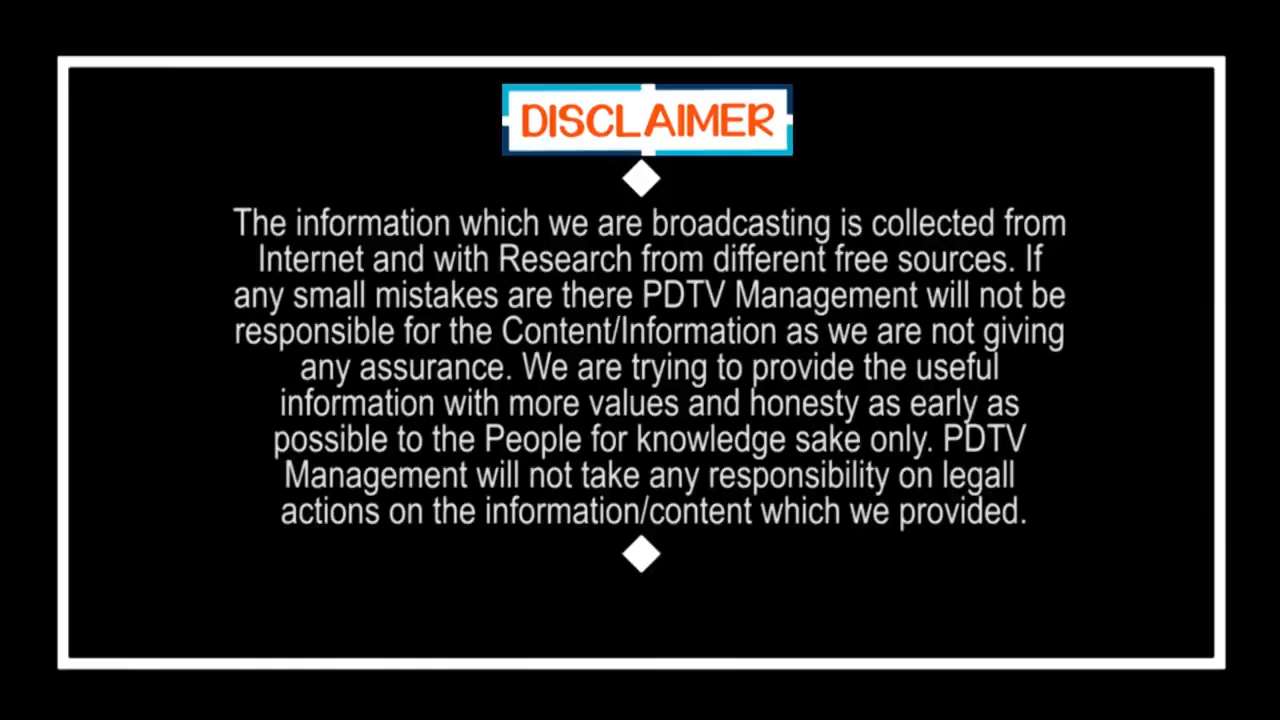 DISCLAIMER
The information which we are broadcasting is collected from
Internet and with Research from different free sources. If
any small mistakes are there PDTV Management will not be
responsible for the Content/Information as we are not giving
any assurance. We are trying to provide the useful
information with more values and honesty as early as
possible to the People for knowledge sake only. PDTV
Management will not take any responsibility on legall
actions on the information/content which we provided.